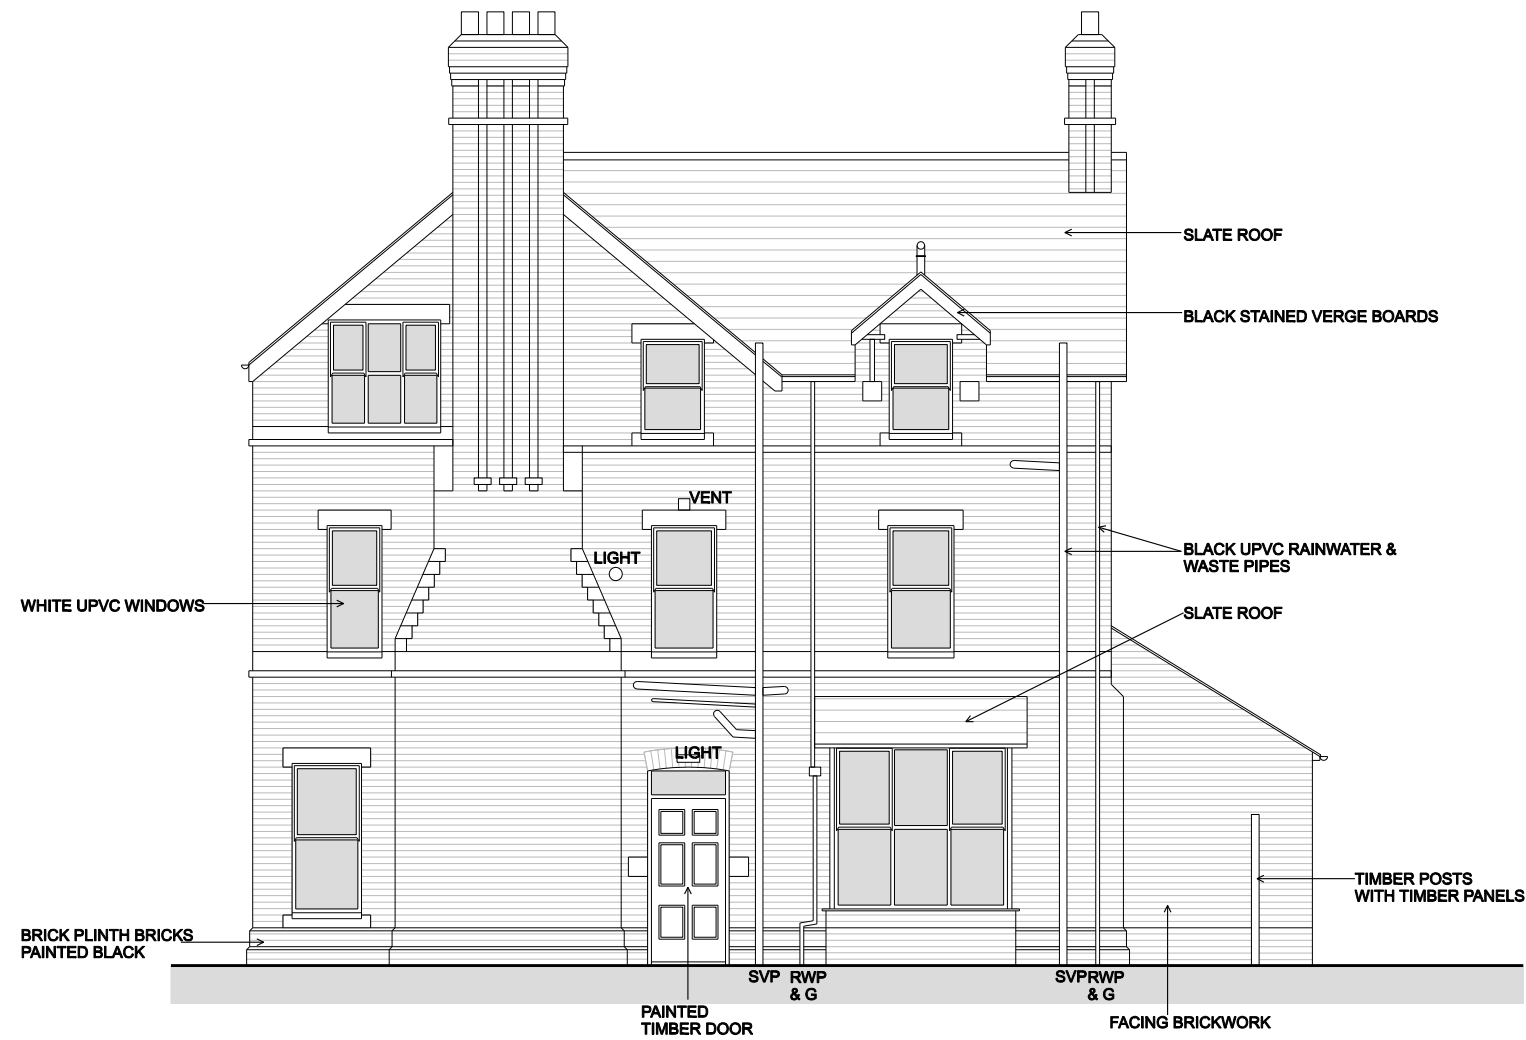 SLATE ROOF
BLACK STAINED VERGE BOARDS
VENT
LIGHT
BLACK UPVC RAINWATER &
WASTE PIPES
WHITE UPVC WINDOWS
SLATE ROOF
LIGHT
TIMBER POSTS
WITH TIMBER PANELS
BRICK PLINTH BRICKS
PAINTED BLACK
SVP
RWP
& G
SVP
RWP
& G
PAINTED
TIMBER DOOR
FACING BRICKWORK